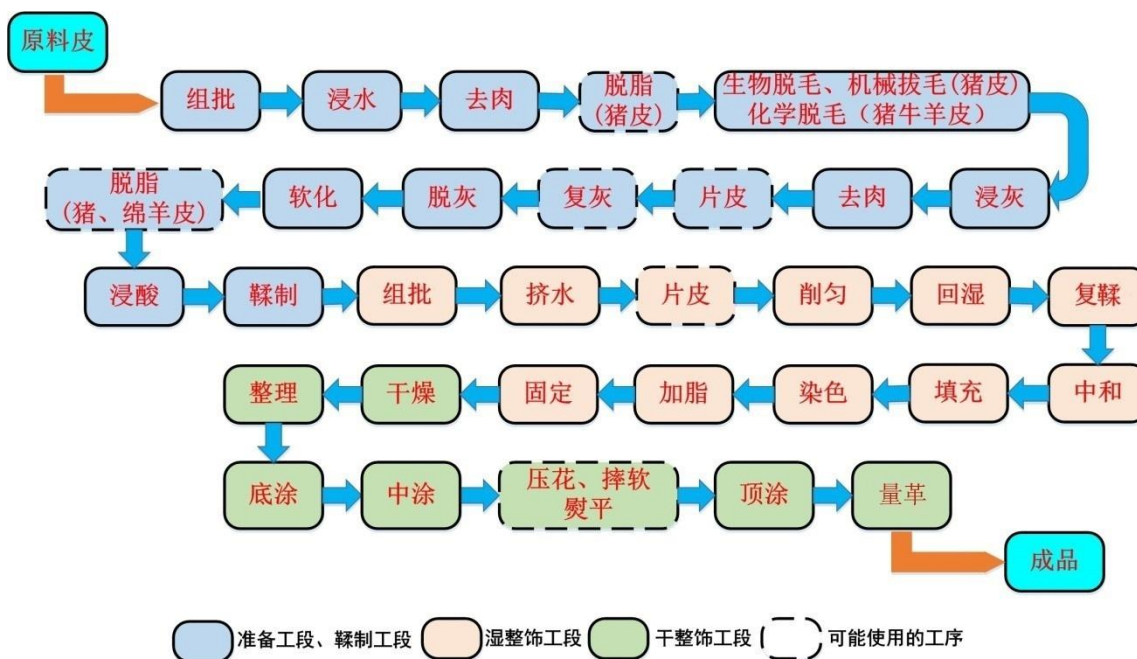 原料皮
组批
浸水
去肉
脱脂
(猪皮)
生物脱毛、机械拔毛(猪皮)
化学脱毛（猪牛羊皮）
脱脂
(猪、绵羊皮)
软化
脱灰
复灰
片皮
去肉
浸灰
浸酸
鞣制
组批
挤水
片皮
削匀
回湿
复鞣
整理
干燥
固定
加脂
染色
填充
中和
底涂
中涂
压花、摔软
熨平
顶涂
量革
成品
准备工段、鞣制工段
湿整饰工段
干整饰工段
可能使用的工序